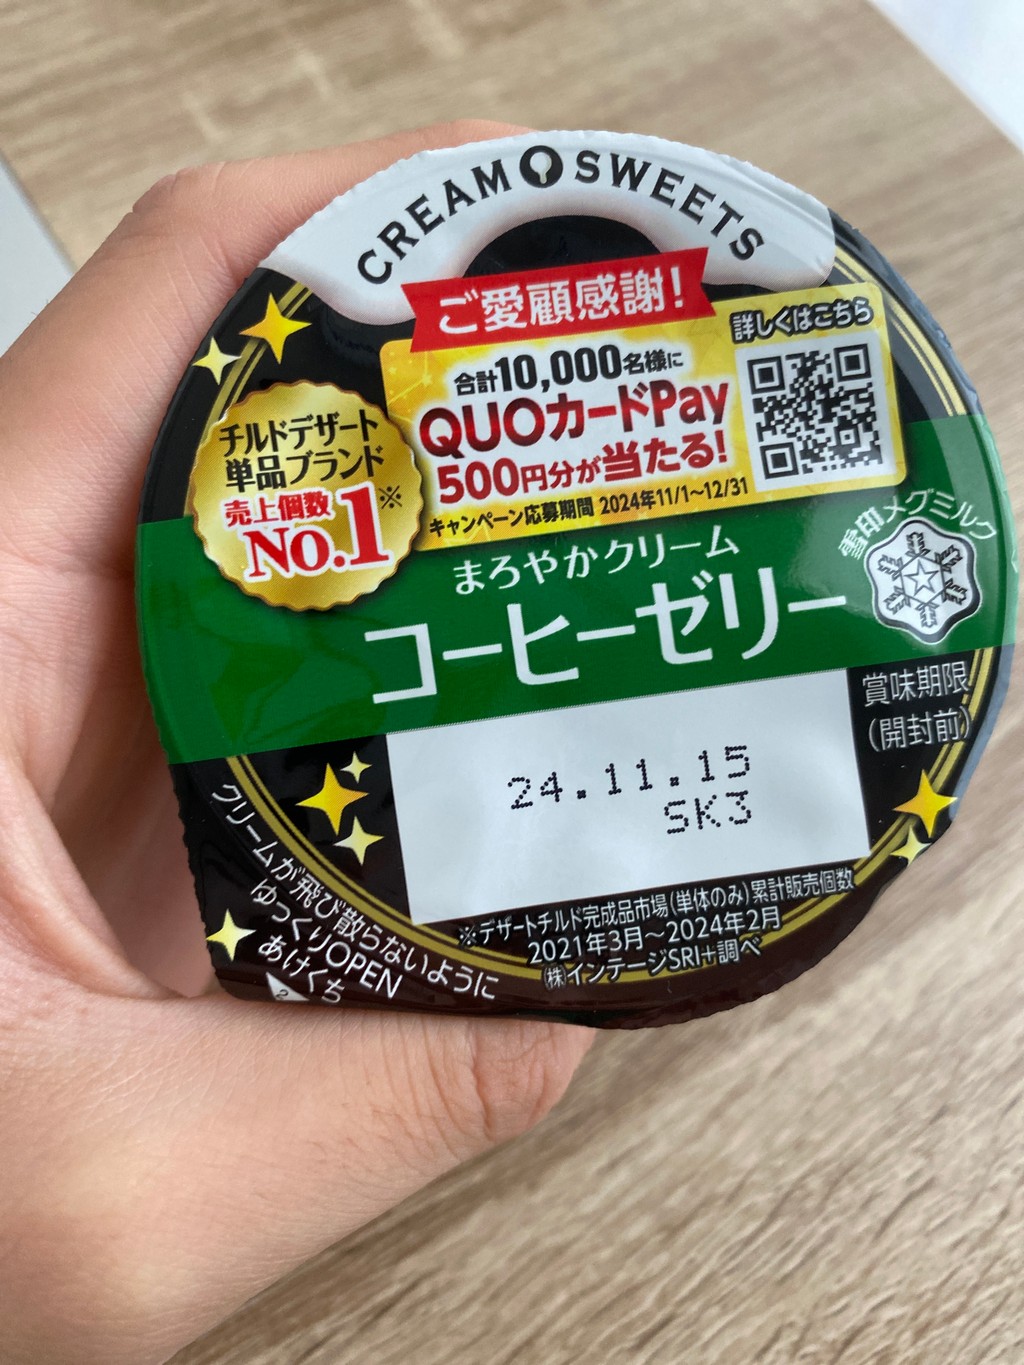 CREAM SWEETS
ご愛顧感謝!
合計10,000名様に
QUOカードPay
500円分が当たる!
キャンペーン応募期間 2024年11/1~12/31
詳しくはこちら
チルドデザート
単品ブランド
売上個数※
No.1
雪印メグミルク
まろやかクリーム
コーヒーゼリー
賞味期限
(開封前)
24.11.15
SK3
※デザートチルド完成品市場(単体のみ)累計販売個数
2021年3月~2024年2月
㈱インテージSRI+調べ
クリームが飛び散らないように
ゆっくりOPEN
あけくち
2